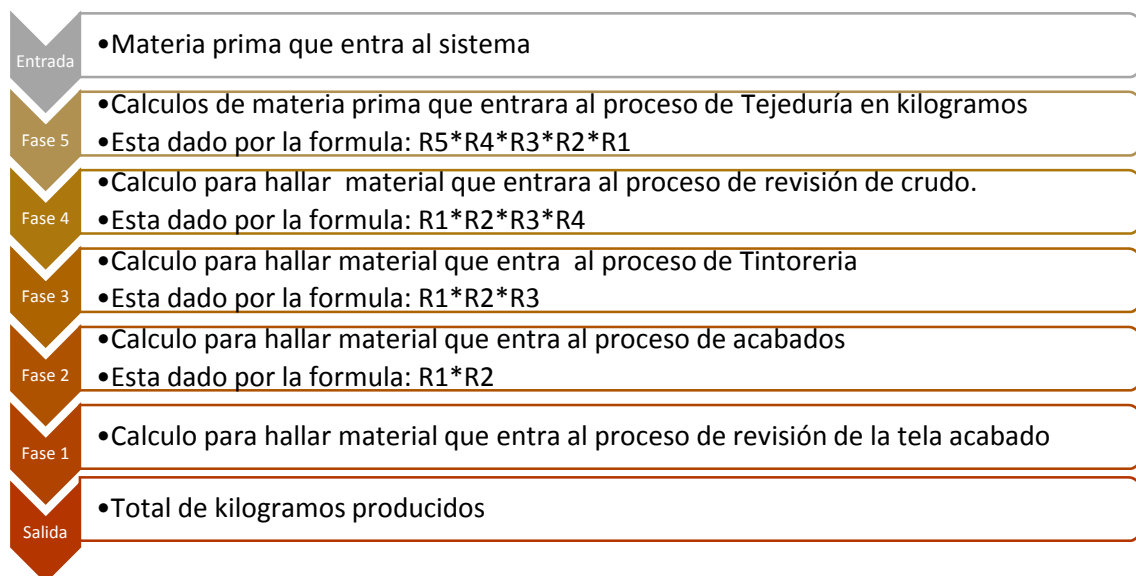 Entrada
•Materia prima que entra al sistema
Fase 5
•Calculos de materia prima que entrara al proceso de Tejeduría en kilogramos
•Esta dado por la formula: R5*R4*R3*R2*R1
Fase 4
•Calculo para hallar  material que entrara al proceso de revisión de crudo.
•Esta dado por la formula: R1*R2*R3*R4
Fase 3
•Calculo para hallar material que entra  al proceso de Tintoreria
•Esta dado por la formula: R1*R2*R3
Fase 2
•Calculo para hallar material que entra al proceso de acabados
•Esta dado por la formula: R1*R2
Fase 1
•Calculo para hallar material que entra al proceso de revisión de la tela acabado
Salida
•Total de kilogramos producidos